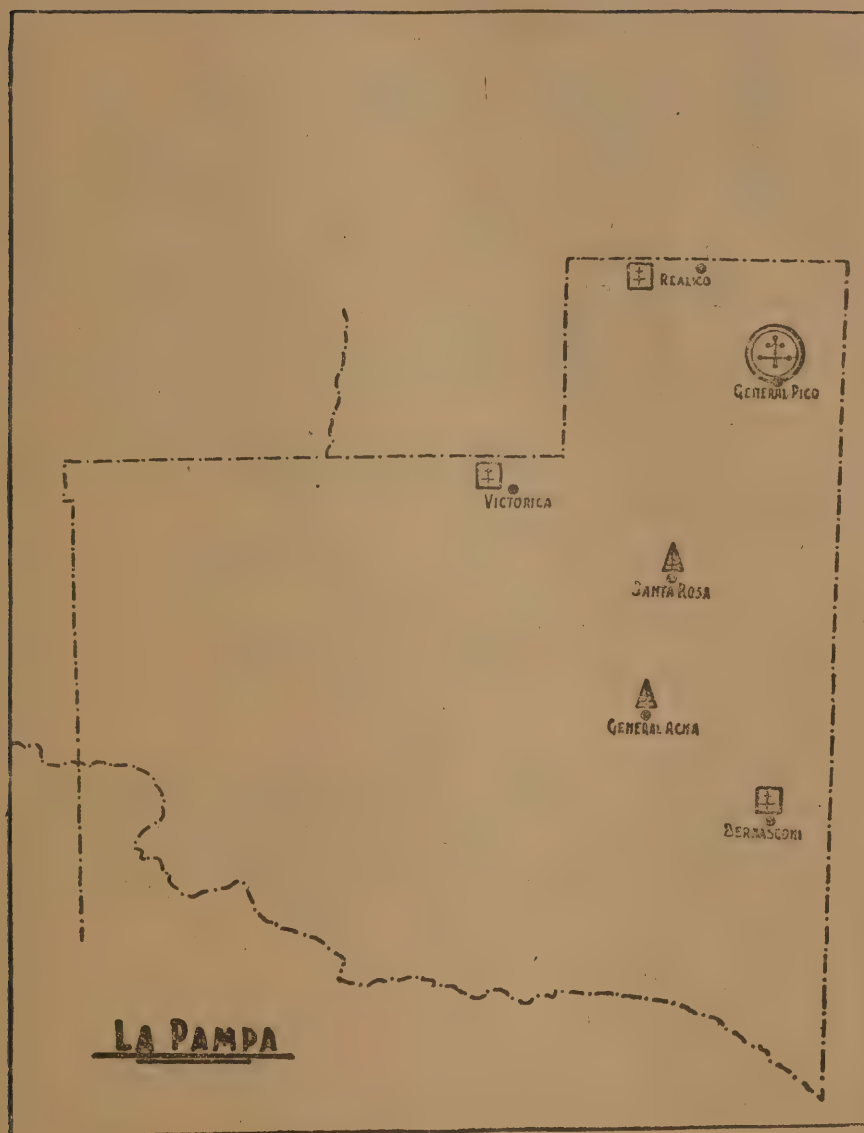 REALICO
GENERAL PICO
VICTORICA
SANTA ROSA
GENERAL ACHA
BERNASCONI
LA PAMPA